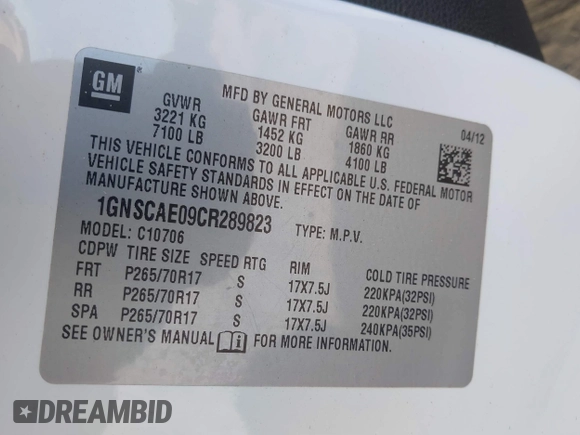 GM
MFD BY GENERAL MOTORS LLC
GVWR GAWR FRT GAWR RR 04/12
3221 KG 1452 KG 1860 KG
7100 LB 3200 LB 4100 LB
THIS VEHICLE CONFORMS TO ALL APPLICABLE U.S. FEDERAL MOTOR
VEHICLE SAFETY STANDARDS IN EFFECT ON THE DATE OF
MANUFACTURE SHOWN ABOVE.
1GNSCAE09CR289823 TYPE: M.P.V.
MODEL: C10706
CDPW TIRE SIZE SPEED RTG RIM COLD TIRE PRESSURE
FRT P265/70R17 S 17X7.5J 220KPA(32PSI)
RR P265/70R17 S 17X7.5J 220KPA(32PSI)
SPA P265/70R17 S 17X7.5J 240KPA(35PSI)
SEE OWNER'S MANUAL FOR MORE INFORMATION.
DREAMBID